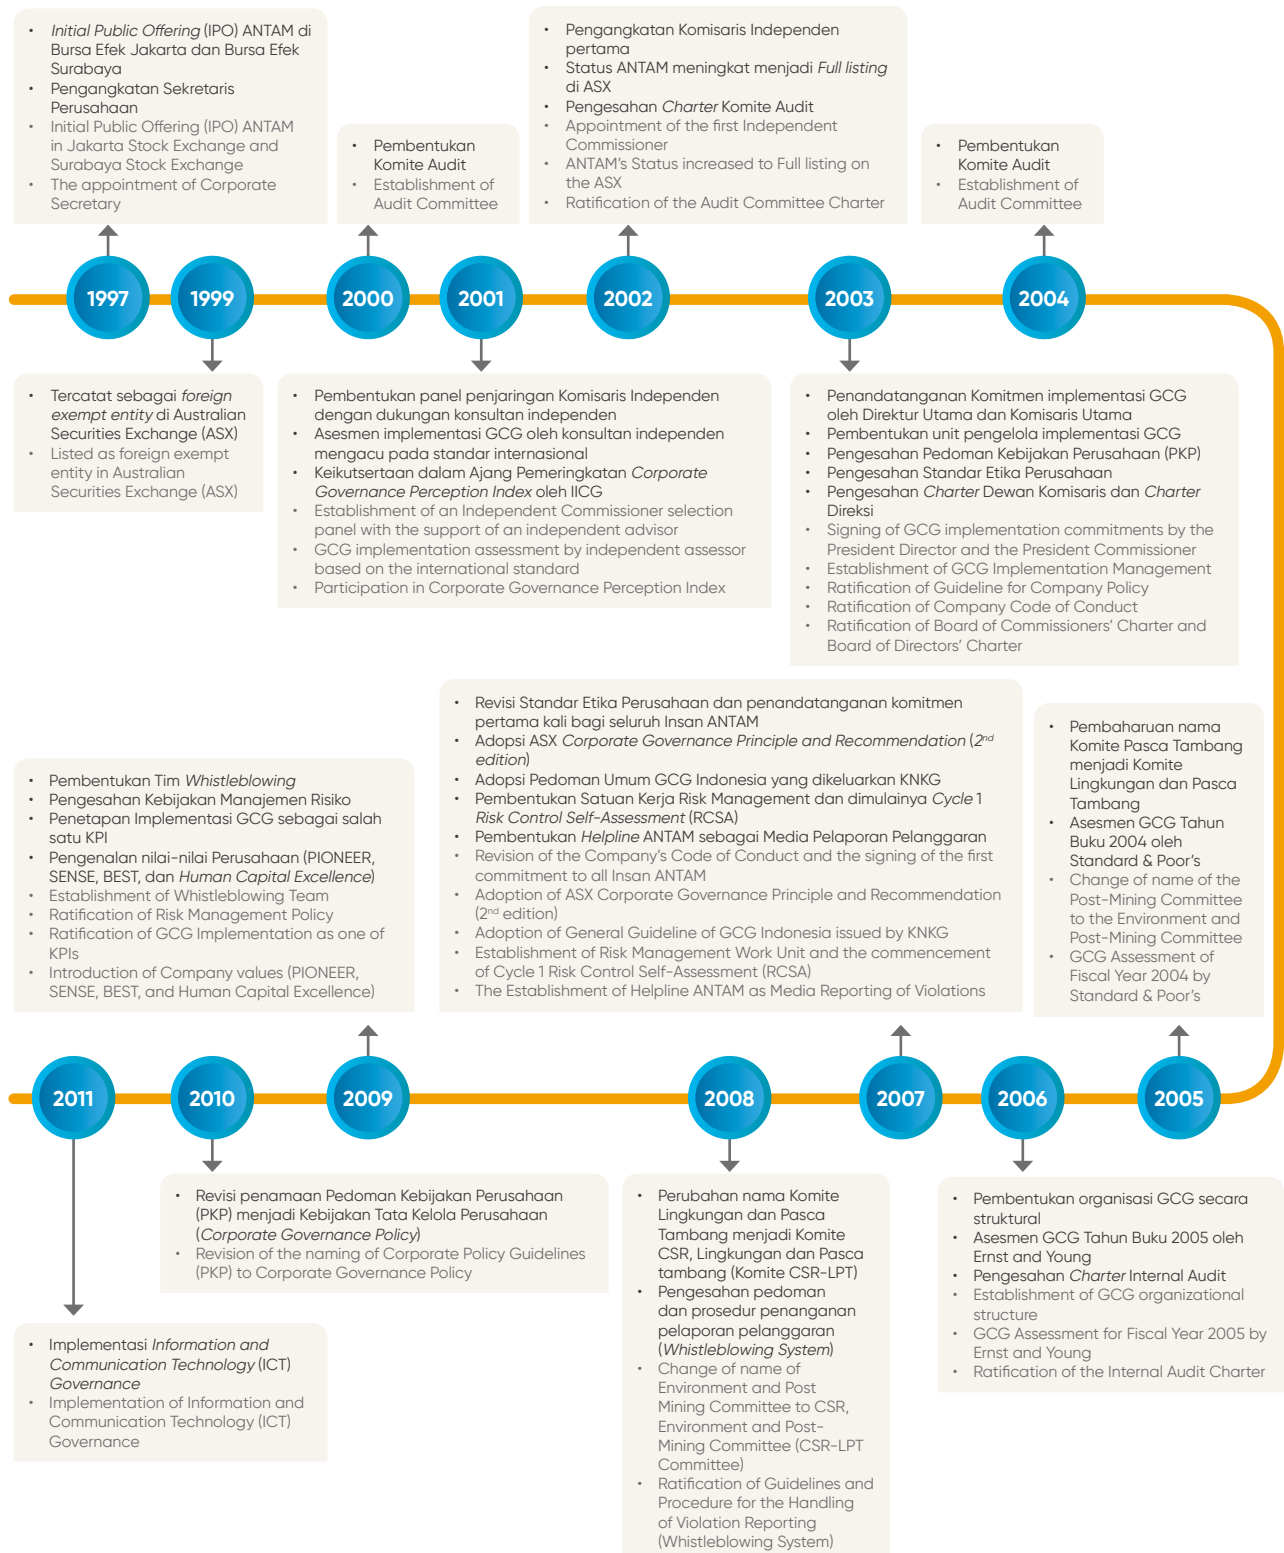 • Initial Public Offering (IPO) ANTAM di
Bursa Efek Jakarta dan Bursa Efek
Surabaya
• Pengangkatan Sekretaris
Perusahaan
• Initial Public Offering (IPO) ANTAM
in Jakarta Stock Exchange and
Surabaya Stock Exchange
• The appointment of Corporate
Secretary
• Pembentukan
Komite Audit
• Establishment of
Audit Committee
• Pengangkatan Komisaris Independen
pertama
• Status ANTAM meningkat menjadi Full listing
di ASX
• Pengesahan Charter Komite Audit
• Appointment of the first Independent
Commissioner
• ANTAM's Status increased to Full listing on
the ASX
• Ratification of the Audit Committee Charter
• Pembentukan
Komite Audit
• Establishment of
Audit Committee
1997
1999
2000
2001
2002
2003
2004
• Tercatat sebagai foreign
exempt entity di Australian
Securities Exchange (ASX)
• Listed as foreign exempt
entity in Australian
Securities Exchange (ASX)
• Pembentukan panel penjaringan Komisaris Independen
dengan dukungan konsultan independen
• Asesmen implementasi GCG oleh konsultan independen
mengacu pada standar internasional
• Keikutsertaan dalam Ajang Pemeringkatan Corporate
Governance Perception Index oleh IICG
• Establishment of an Independent Commissioner selection
panel with the support of an independent advisor
• GCG implementation assessment by independent assessor
based on the international standard
• Participation in Corporate Governance Perception Index
• Penandatanganan Komitmen implementasi GCG
oleh Direktur Utama dan Komisaris Utama
• Pembentukan unit pengelola implementasi GCG
• Pengesahan Pedoman Kebijakan Perusahaan (PKP)
• Pengesahan Standar Etika Perusahaan
• Pengesahan Charter Dewan Komisaris dan Charter
Direksi
• Signing of GCG implementation commitments by the
President Director and the President Commissioner
• Establishment of GCG Implementation Management
• Ratification of Guideline for Company Policy
• Ratification of Company Code of Conduct
• Ratification of Board of Commissioners' Charter and
Board of Directors' Charter
• Pembentukan Tim Whistleblowing
• Pengesahan Kebijakan Manajemen Risiko
• Penetapan Implementasi GCG sebagai salah
satu KPI
• Pengenalan nilai-nilai Perusahaan (PIONEER,
SENSE, BEST, dan Human Capital Excellence)
• Establishment of Whistleblowing Team
• Ratification of Risk Management Policy
• Ratification of GCG Implementation as one of
KPIs
• Introduction of Company values (PIONEER,
SENSE, BEST, and Human Capital Excellence)
• Revisi Standar Etika Perusahaan dan penandatanganan komitmen
pertama kali bagi seluruh Insan ANTAM
• Adopsi ASX Corporate Governance Principle and Recommendation (2nd
edition)
• Adopsi Pedoman Umum GCG Indonesia yang dikeluarkan KNKG
• Pembentukan Satuan Kerja Risk Management dan dimulainya Cycle 1
Risk Control Self-Assessment (RCSA)
• Pembentukan Helpline ANTAM sebagai Media Pelaporan Pelanggaran
• Revision of the Company's Code of Conduct and the signing of the first
commitment to all Insan ANTAM
• Adoption of ASX Corporate Governance Principle and Recommendation
(2nd edition)
• Adoption of General Guideline of GCG Indonesia issued by KNKG
• Establishment of Risk Management Work Unit and the commencement
of Cycle 1 Risk Control Self-Assessment (RCSA)
• The Establishment of Helpline ANTAM as Media Reporting of Violations
• Pembaharuan nama
Komite Pasca Tambang
menjadi Komite
Lingkungan dan Pasca
Tambang
• Asesmen GCG Tahun
Buku 2004 oleh
Standard & Poor's
• Change of name of the
Post-Mining Committee
to the Environment and
Post-Mining Committee
• GCG Assessment of
Fiscal Year 2004 by
Standard & Poor's
2011
2010
2009
2008
2007
2006
2005
• Revisi penamaan Pedoman Kebijakan Perusahaan
(PKP) menjadi Kebijakan Tata Kelola Perusahaan
(Corporate Governance Policy)
• Revision of the naming of Corporate Policy Guidelines
(PKP) to Corporate Governance Policy
• Implementasi Information and
Communication Technology (ICT)
Governance
• Implementation of Information and
Communication Technology (ICT)
Governance
• Perubahan nama Komite
Lingkungan dan Pasca
Tambang menjadi Komite
CSR, Lingkungan dan Pasca
tambang (Komite CSR-LPT)
• Pengesahan pedoman
dan prosedur penanganan
pelaporan pelanggaran
(Whistleblowing System)
• Change of name of
Environment and Post
Mining Committee to CSR,
Environment and Post-
Mining Committee (CSR-LPT
Committee)
• Ratification of Guidelines and
Procedure for the Handling
of Violation Reporting
(Whistleblowing System)
• Pembentukan organisasi GCG secara
struktural
• Asesmen GCG Tahun Buku 2005 oleh
Ernst and Young
• Pengesahan Charter Internal Audit
• Establishment of GCG organizational
structure
• GCG Assessment for Fiscal Year 2005 by
Ernst and Young
• Ratification of the Internal Audit Charter